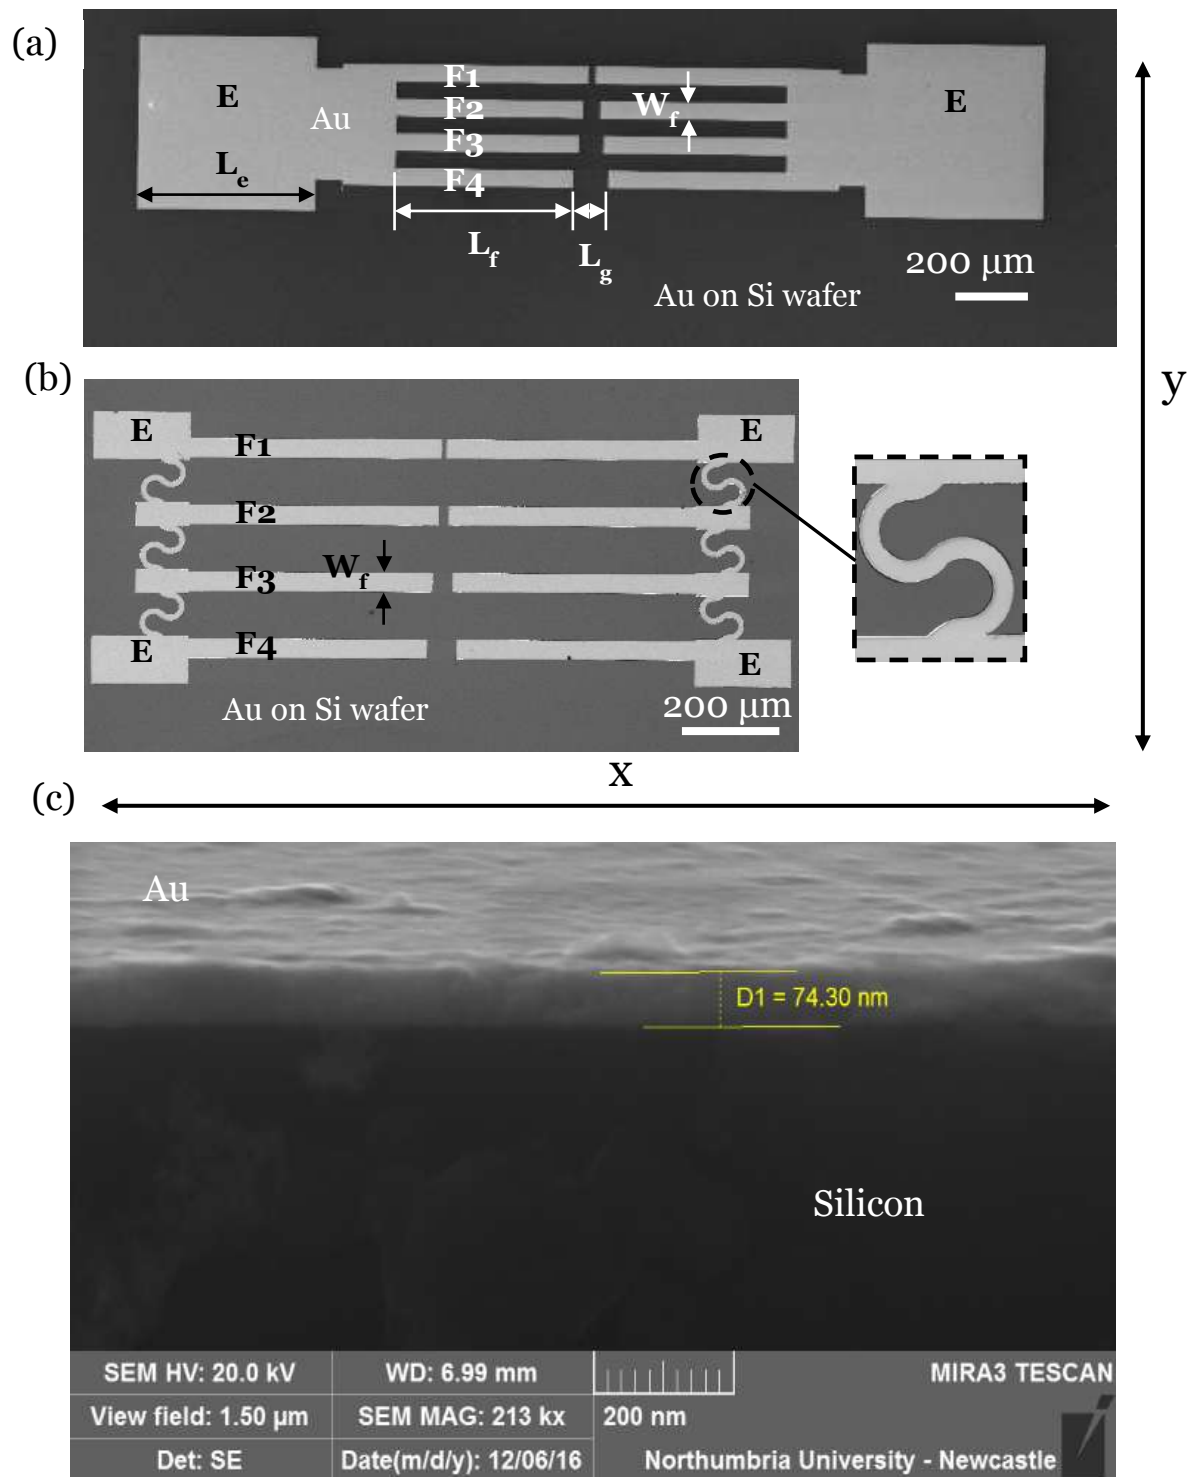 (a)
E
Au
F1
F2
F3
F4
Wf
E
Le
Lf
Lg
200 μm
Au on Si wafer
y
(b)
E
F1
E
F2
F3
Wf
F4
E
E
Au on Si wafer
200 μm
x
(c)
Au
D1 = 74.30 nm
Silicon
SEM HV: 20.0 kV
WD: 6.99 mm
MIRA3 TESCAN
View field: 1.50 μm
SEM MAG: 213 kx
200 nm
Det: SE
Date(m/d/y): 12/06/16
Northumbria University - Newcastle